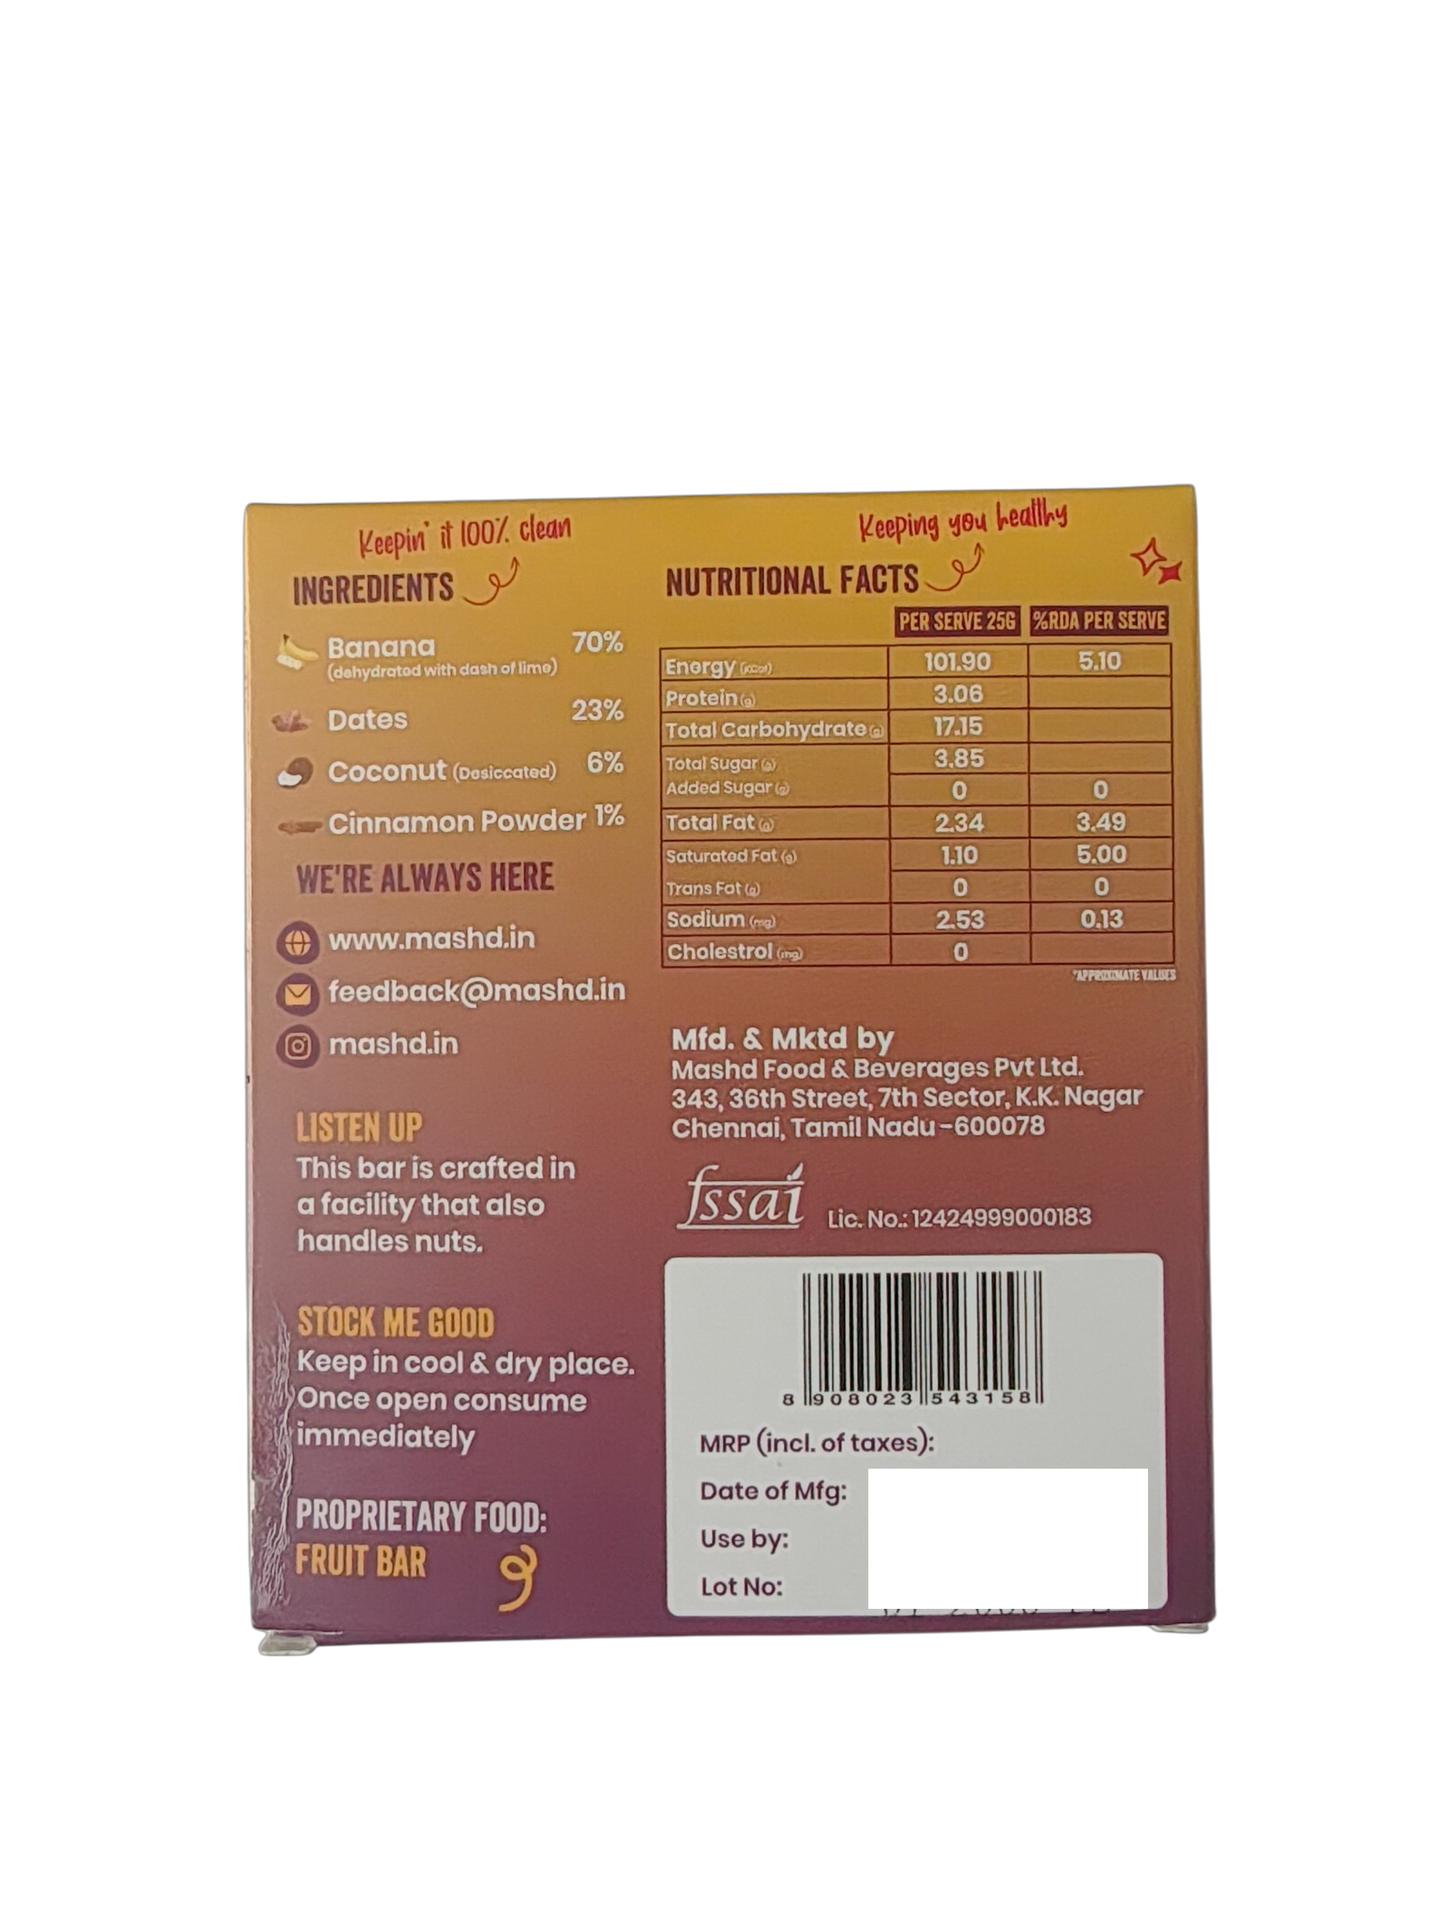 Keepin' it 100% clean
INGREDIENTS
Banana 70%
(dehydrated with dash of lime)
Dates 23%
Coconut (Desiccated) 6%
Cinnamon Powder 1%
WE'RE ALWAYS HERE
www.mashd.in
feedback@mashd.in
mashd.in
LISTEN UP
This bar is crafted in
a facility that also
handles nuts.
STOCK ME GOOD
Keep in cool & dry place.
Once open consume
immediately
PROPRIETARY FOOD:
FRUIT BAR
Keeping you healthy
NUTRITIONAL FACTS
PER SERVE 25G %RDA PER SERVE
Energy (kcal) 101.90 5.10
Protein (g) 3.06
Total Carbohydrate (g) 17.15
Total Sugar (g) 3.85
Added Sugar (g) 0 0
Total Fat (g) 2.34 3.49
Saturated Fat (g) 1.10 5.00
Trans Fat (g) 0 0
Sodium (mg) 2.53 0.13
Cholestrol (mg) 0
*APPROXIMATE VALUES
Mfd. & Mktd by
Mashd Food & Beverages Pvt Ltd.
343, 36th Street, 7th Sector, K.K. Nagar
Chennai, Tamil Nadu-600078
fssai Lic. No.: 12424999000183
8 908023 543158
MRP (incl. of taxes):
Date of Mfg:
Use by:
Lot No: